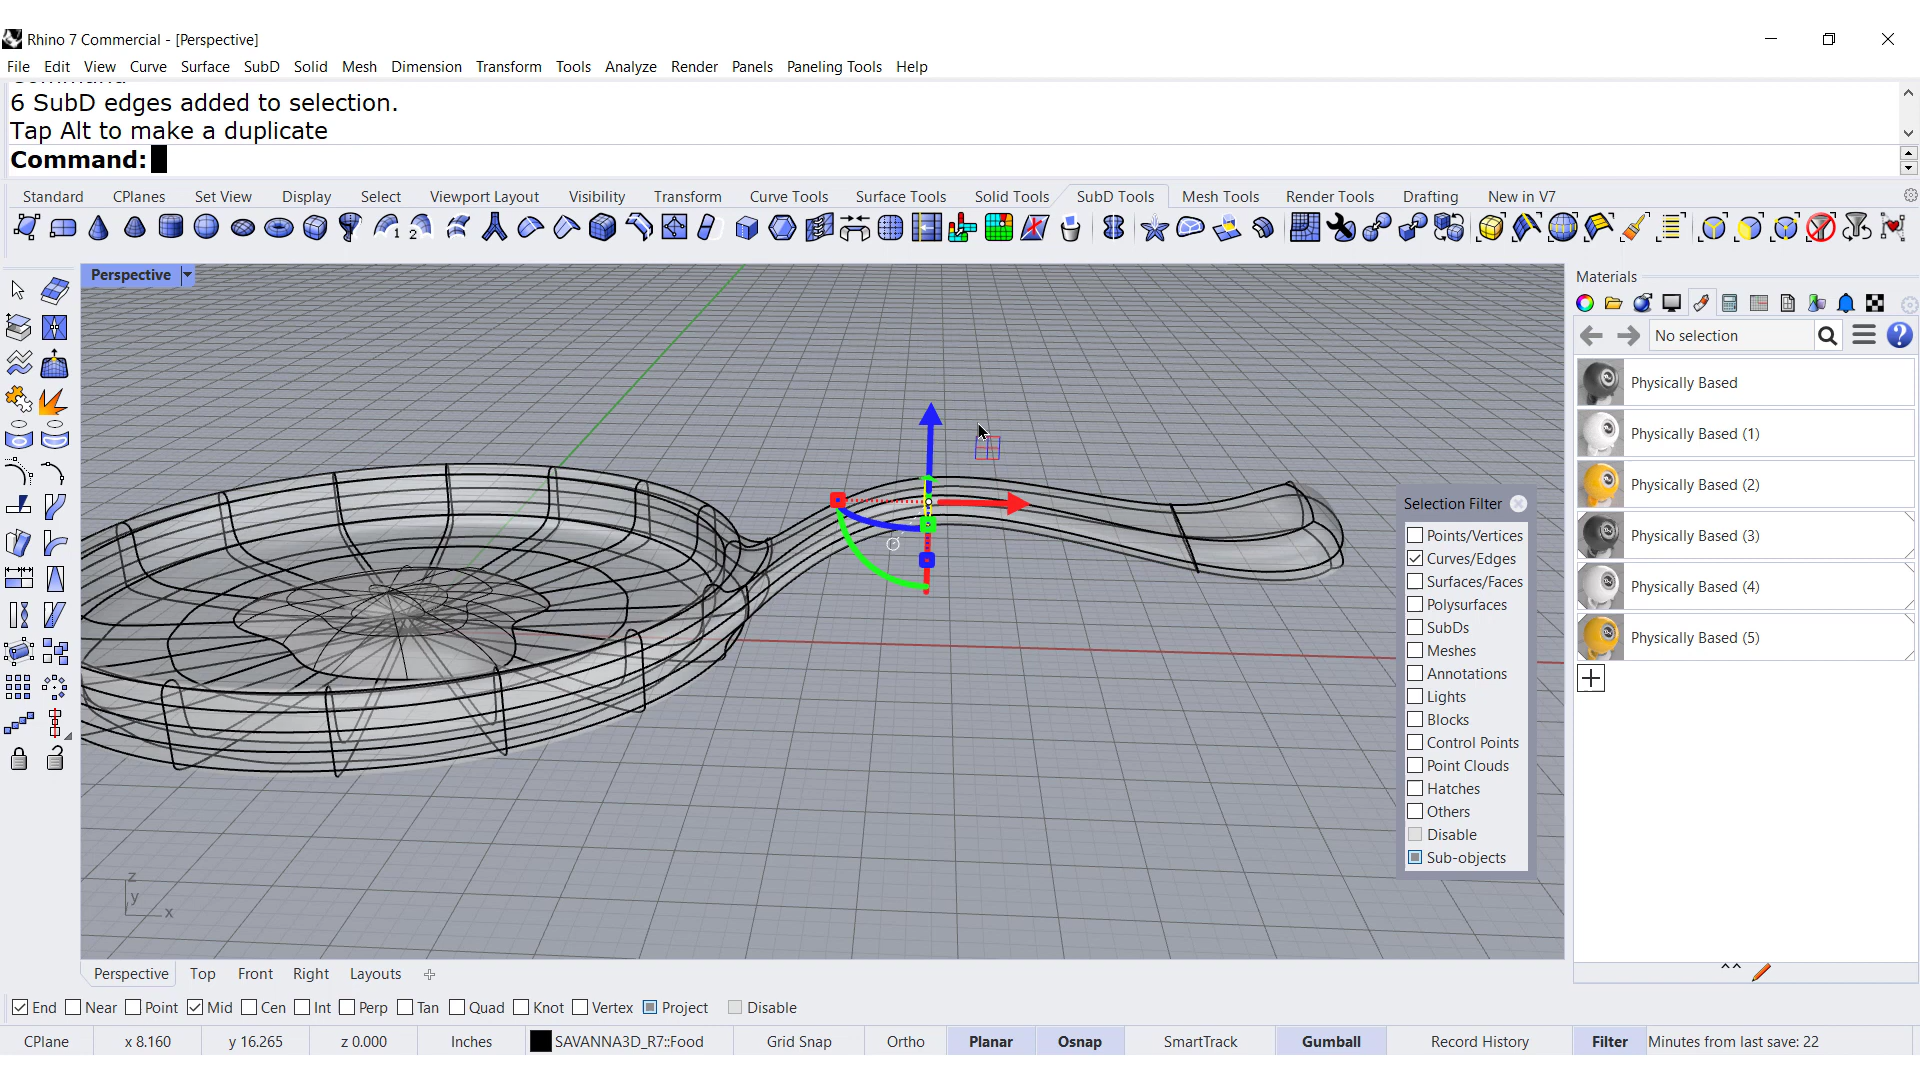 Rhino 7 Commercial - [Perspective]
File Edit View Curve Surface SubD Solid Mesh Dimension Transform Tools Analyze Render Panels Paneling Tools Help
Command
6 SubD edges added to selection.
Tap Alt to make a duplicate
Command:
Standard CPlanes Set View Display Select Viewport Layout Visibility Transform Curve Tools Surface Tools Solid Tools SubD Tools Mesh Tools Render Tools Drafting New in V7
1 2
Perspective
Materials
No selection
Physically Based
Physically Based (1)
Physically Based (2)
Physically Based (3)
Physically Based (4)
Physically Based (5)
Selection Filter
Points/Vertices
Curves/Edges
Surfaces/Faces
Polysurfaces
SubDs
Meshes
Annotations
Lights
Blocks
Control Points
Point Clouds
Hatches
Others
Disable
Sub-objects
z
y
x
Perspective Top Front Right Layouts
End Near Point Mid Cen Int Perp Tan Quad Knot Vertex Project Disable
CPlane x 8.160 y 16.265 z 0.000 Inches SAVANNA3D_R7::Food Grid Snap Ortho Planar Osnap SmartTrack Gumball Record History Filter Minutes from last save: 22